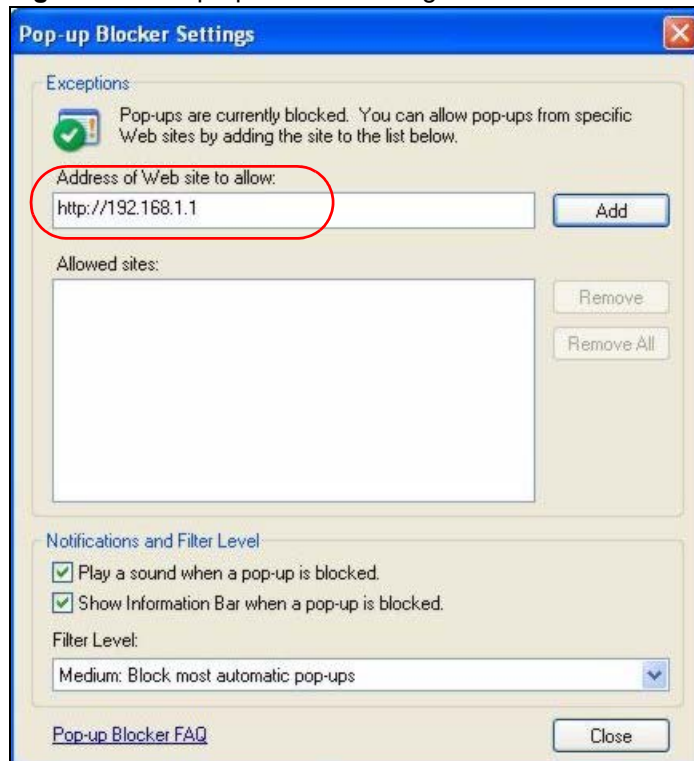 Pop-up Blocker Settings
Exceptions
Pop-ups are currently blocked. You can allow pop-ups from specific
Web sites by adding the site to the list below.
Address of Web site to allow:
http://192.168.1.1
Add
Allowed sites:
Remove
Remove All
Notifications and Filter Level
Play a sound when a pop-up is blocked.
Show Information Bar when a pop-up is blocked.
Filter Level:
Medium: Block most automatic pop-ups
Pop-up Blocker FAQ
Close